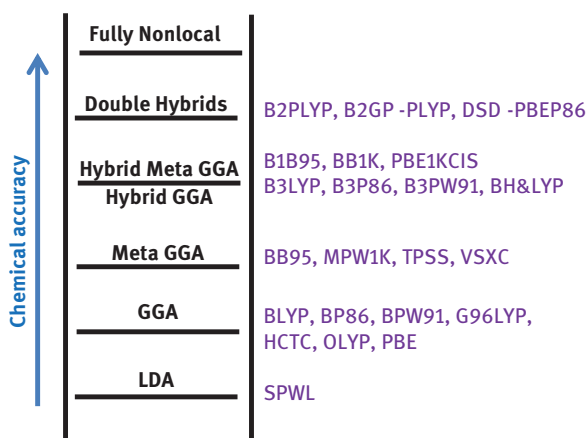 Fully Nonlocal
Double Hybrids
B2PLYP, B2GP -PLYP, DSD -PBEP86
Hybrid Meta GGA
B1B95, BB1K, PBE1KCIS
Hybrid GGA
B3LYP, B3P86, B3PW91, BH&LYP
Meta GGA
BB95, MPW1K, TPSS, VSXC
GGA
BLYP, BP86, BPW91, G96LYP,
HCTC, OLYP, PBE
LDA
SPWL
Chemical accuracy